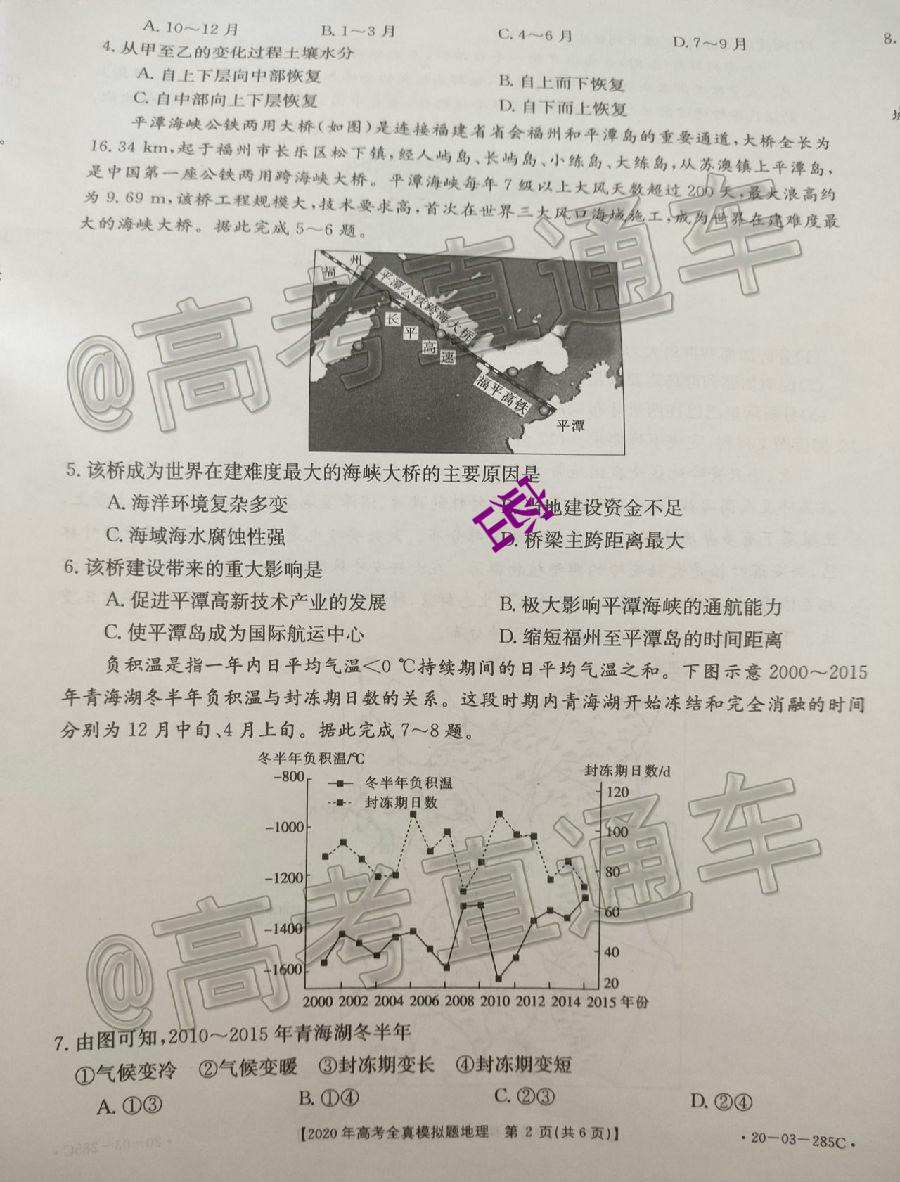 A. 10～12月 B. 1～3月 C. 4～6月 D. 7～9月
8.
4. 从甲至乙的变化过程土壤水分
A. 自上下层向中部恢复 B. 自上而下恢复
C. 自中部向上下层恢复 D. 自下而上恢复
平潭海峡公铁两用大桥(如图)是连接福建省省会福州和平潭岛的重要通道,大桥全长为
16.34 km,起于福州市长乐区松下镇,经人屿岛、长屿岛、小练岛、大练岛,从苏澳镇上平潭岛,
是中国第一座公铁两用跨海峡大桥。平潭海峡每年7级以上大风天数超过200天,最大浪高约
为9.69 m,该桥工程规模大,技术要求高,首次在世界三大风口海域施工,成为世界在建难度最
大的海峡大桥。据此完成5～6题。
福州
平潭公铁跨海大桥
长平高速
福平高铁
平潭
5. 该桥成为世界在建难度最大的海峡大桥的主要原因是
A. 海洋环境复杂多变 B. 当地建设资金不足
C. 海域海水腐蚀性强 D. 桥梁主跨距离最大
6. 该桥建设带来的重大影响是
A. 促进平潭高新技术产业的发展 B. 极大影响平潭海峡的通航能力
C. 使平潭岛成为国际航运中心 D. 缩短福州至平潭岛的时间距离
负积温是指一年内日平均气温<0 ℃持续期间的日平均气温之和。下图示意2000～2015
年青海湖冬半年负积温与封冻期日数的关系。这段时期内青海湖开始冻结和完全消融的时间
分别为12月中旬、4月上旬。据此完成7～8题。
冬半年负积温/℃ 封冻期日数/d
冬半年负积温
封冻期日数
-800
-1000
-1200
-1400
-1600
120
100
80
60
40
20
2000 2002 2004 2006 2008 2010 2012 2014 2015 年份
7. 由图可知,2010～2015年青海湖冬半年
①气候变冷 ②气候变暖 ③封冻期变长 ④封冻期变短
A. ①③ B. ①④ C. ②③ D. ②④
【2020年高考全真模拟题地理 第2页(共6页)】 ·20-03-285C·
@高考直通车
@高考直通车